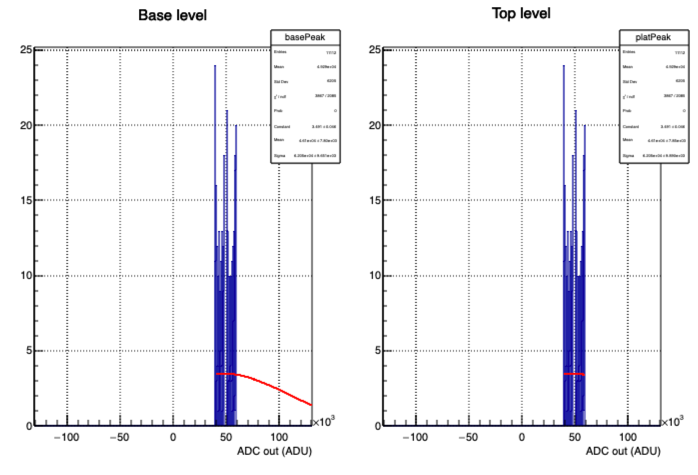 Base level
basePeak
Entries
Mean
Std Dev
Prob 0
Constant
Mean
Sigma
25
20
15
10
5
0
−100 −50 0 50 100
×10³
ADC out (ADU)
Top level
platPeak
Entries
Mean
Std Dev
Prob 0
Constant
Mean
Sigma
25
20
15
10
5
0
−100 −50 0 50 100
×10³
ADC out (ADU)